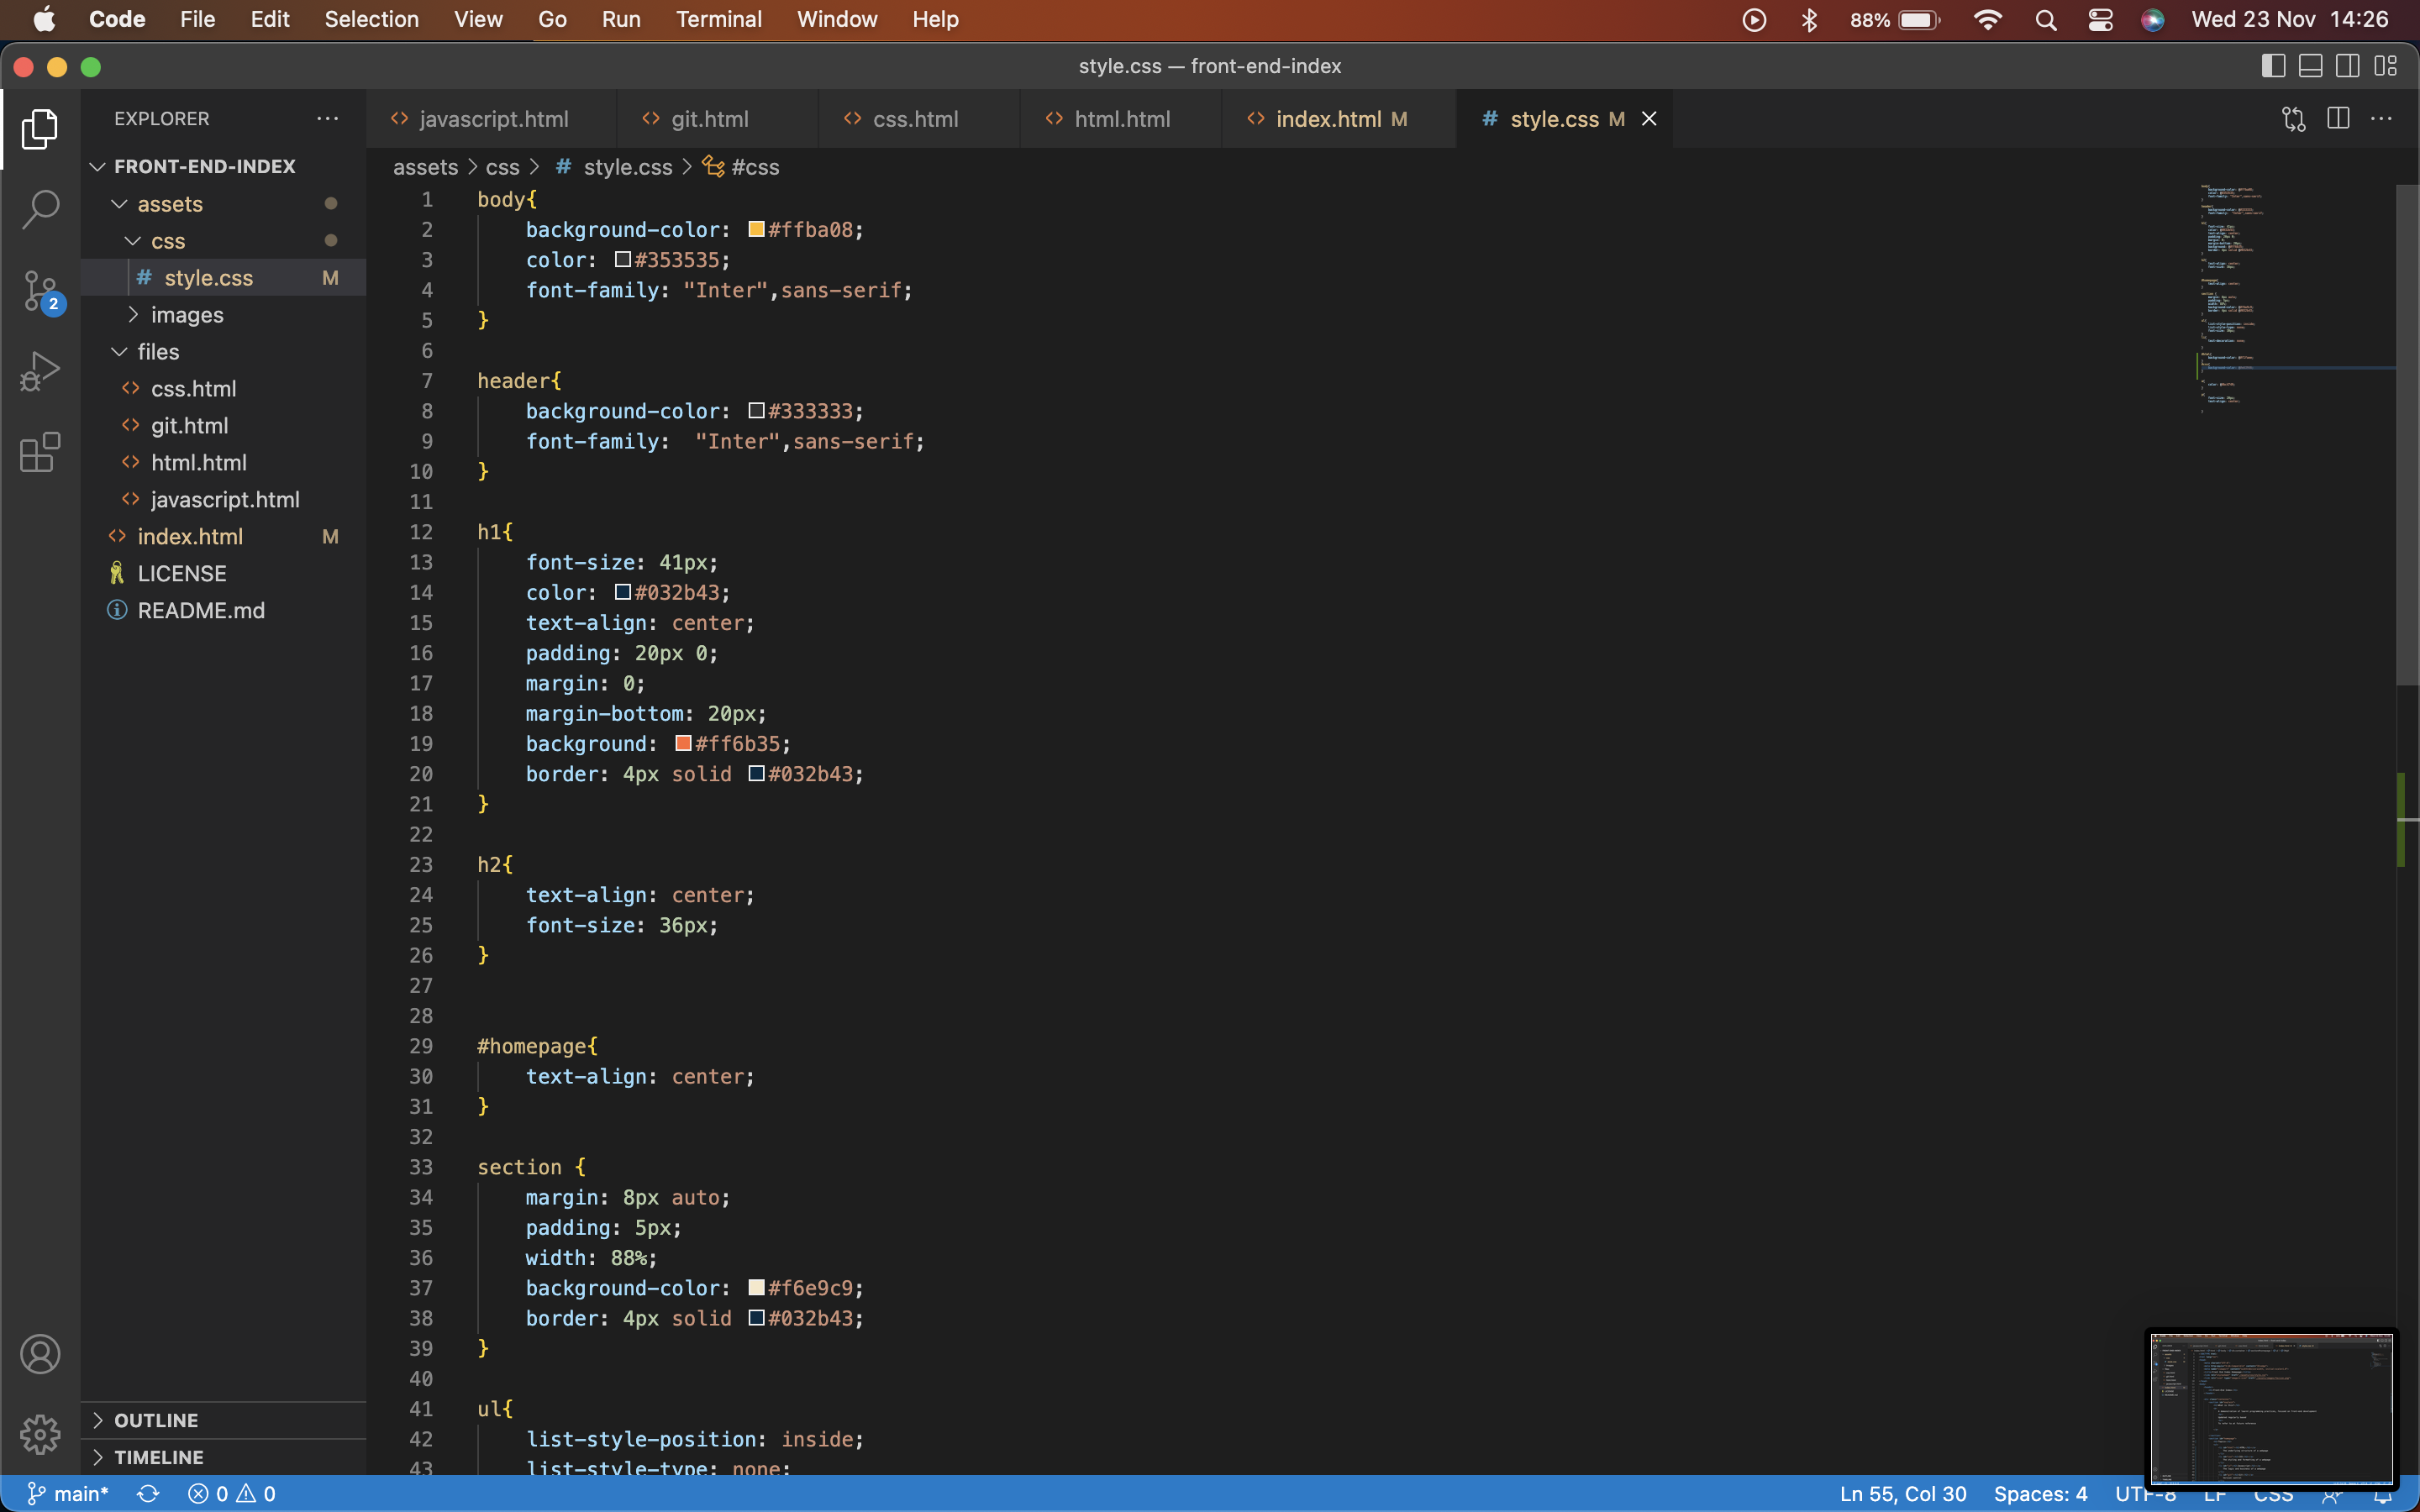 Code File Edit Selection View Go Run Terminal Window Help 88% Wed 23 Nov 14:26
style.css — front-end-index
EXPLORER
FRONT-END-INDEX
assets
css
style.css M
images
files
css.html
git.html
html.html
javascript.html
index.html M
LICENSE
README.md
OUTLINE
TIMELINE
2
javascript.html git.html css.html html.html index.html M style.css M
assets > css > # style.css > #css
1 body{
2 background-color: #ffba08;
3 color: #353535;
4 font-family: "Inter",sans-serif;
5 }
6
7 header{
8 background-color: #333333;
9 font-family:  "Inter",sans-serif;
10 }
11
12 h1{
13 font-size: 41px;
14 color: #032b43;
15 text-align: center;
16 padding: 20px 0;
17 margin: 0;
18 margin-bottom: 20px;
19 background: #ff6b35;
20 border: 4px solid #032b43;
21 }
22
23 h2{
24 text-align: center;
25 font-size: 36px;
26 }
27
28
29 #homepage{
30 text-align: center;
31 }
32
33 section {
34 margin: 8px auto;
35 padding: 5px;
36 width: 88%;
37 background-color: #f6e9c9;
38 border: 4px solid #032b43;
39 }
40
41 ul{
42 list-style-position: inside;
43 list-style-type: none;
main* 0 0 Ln 55, Col 30 Spaces: 4 UTF-8 LF CSS